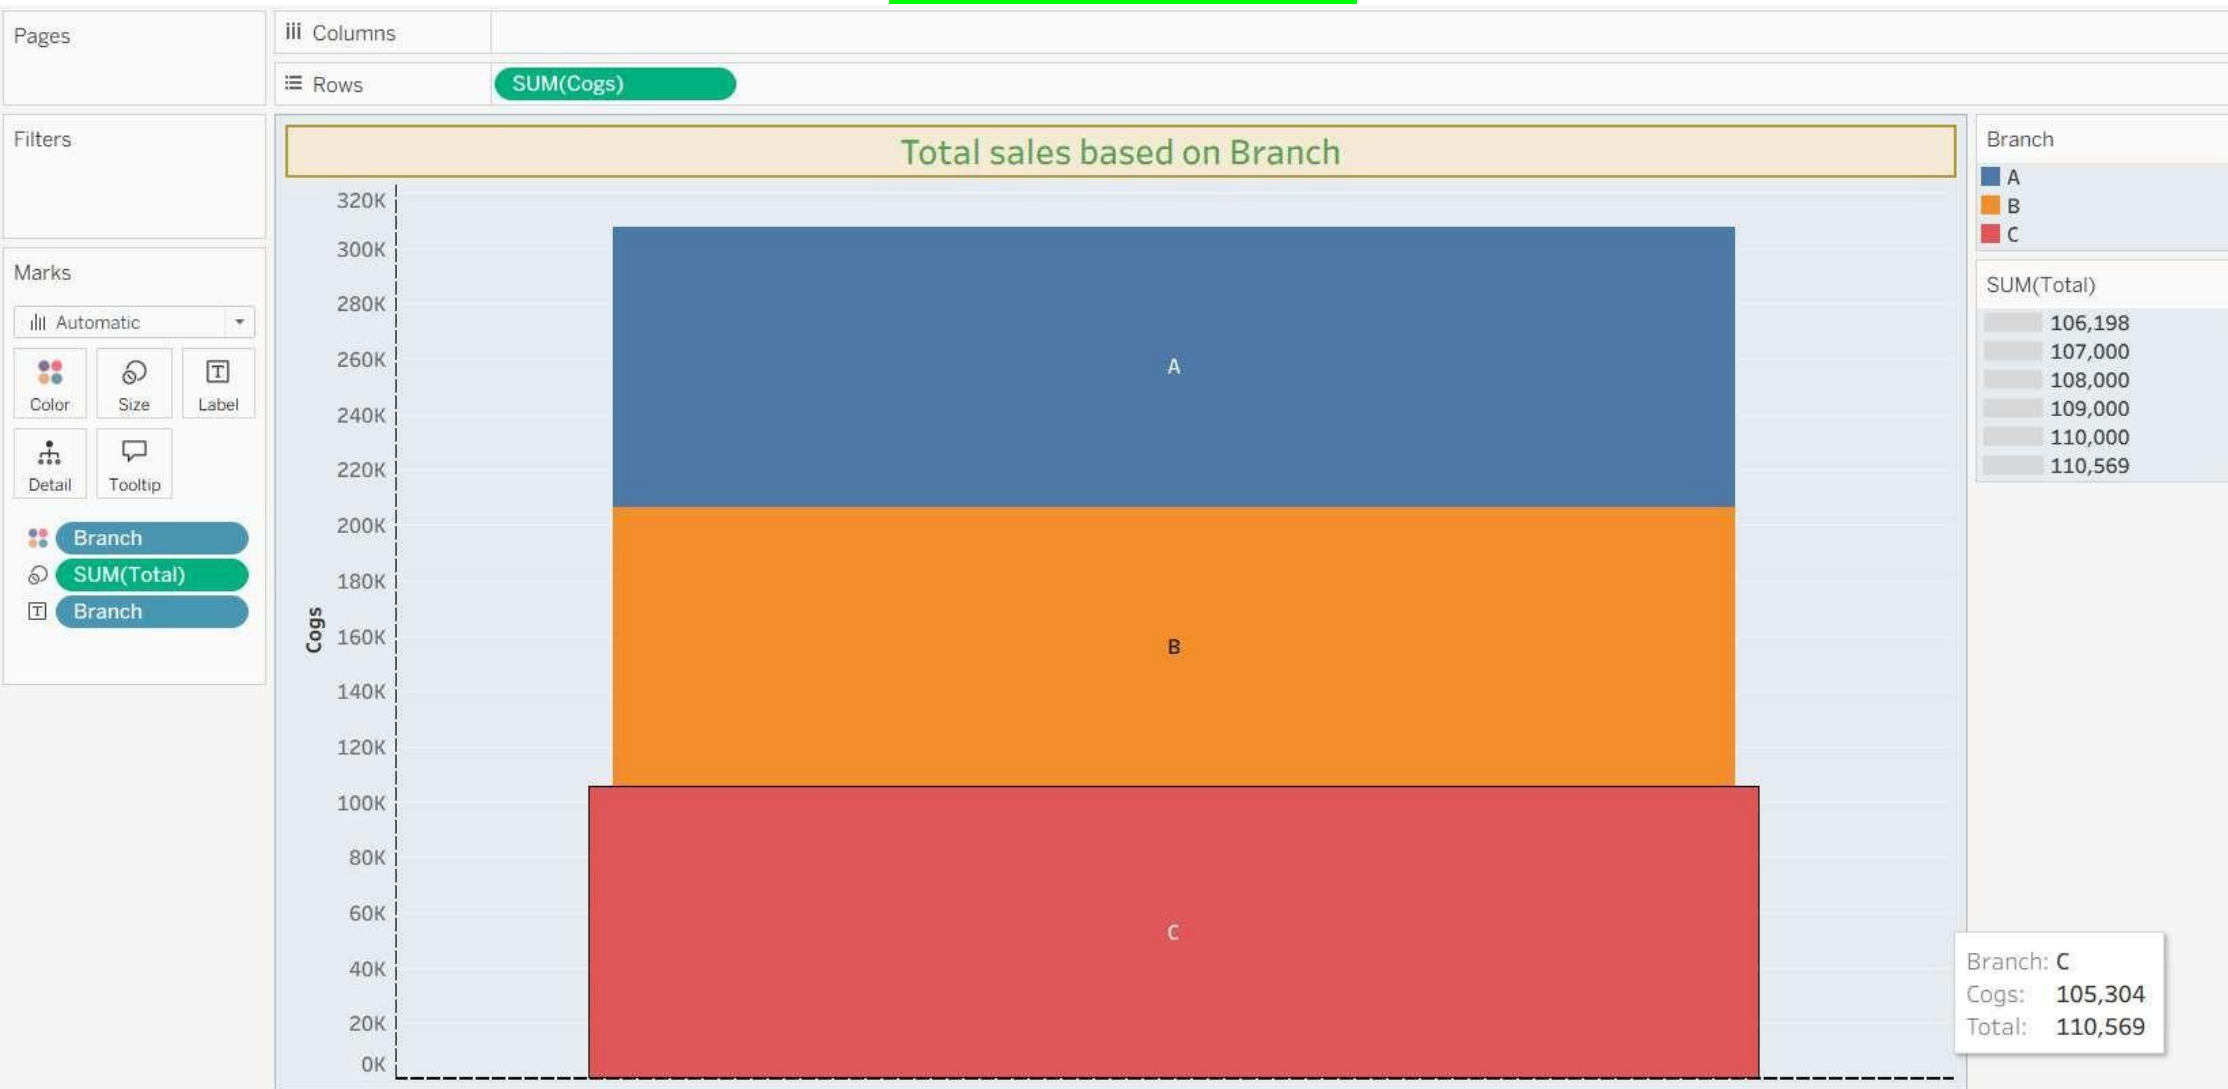 Pages
Columns
Rows
SUM(Cogs)
Filters
Marks
Automatic
Color
Size
Label
Detail
Tooltip
Branch
SUM(Total)
Branch
Total sales based on Branch
320K
300K
280K
260K
240K
220K
200K
180K
160K
140K
120K
100K
80K
60K
40K
20K
0K
Cogs
A
B
C
Branch
A
B
C
SUM(Total)
106,198
107,000
108,000
109,000
110,000
110,569
Branch: C
Cogs: 105,304
Total: 110,569